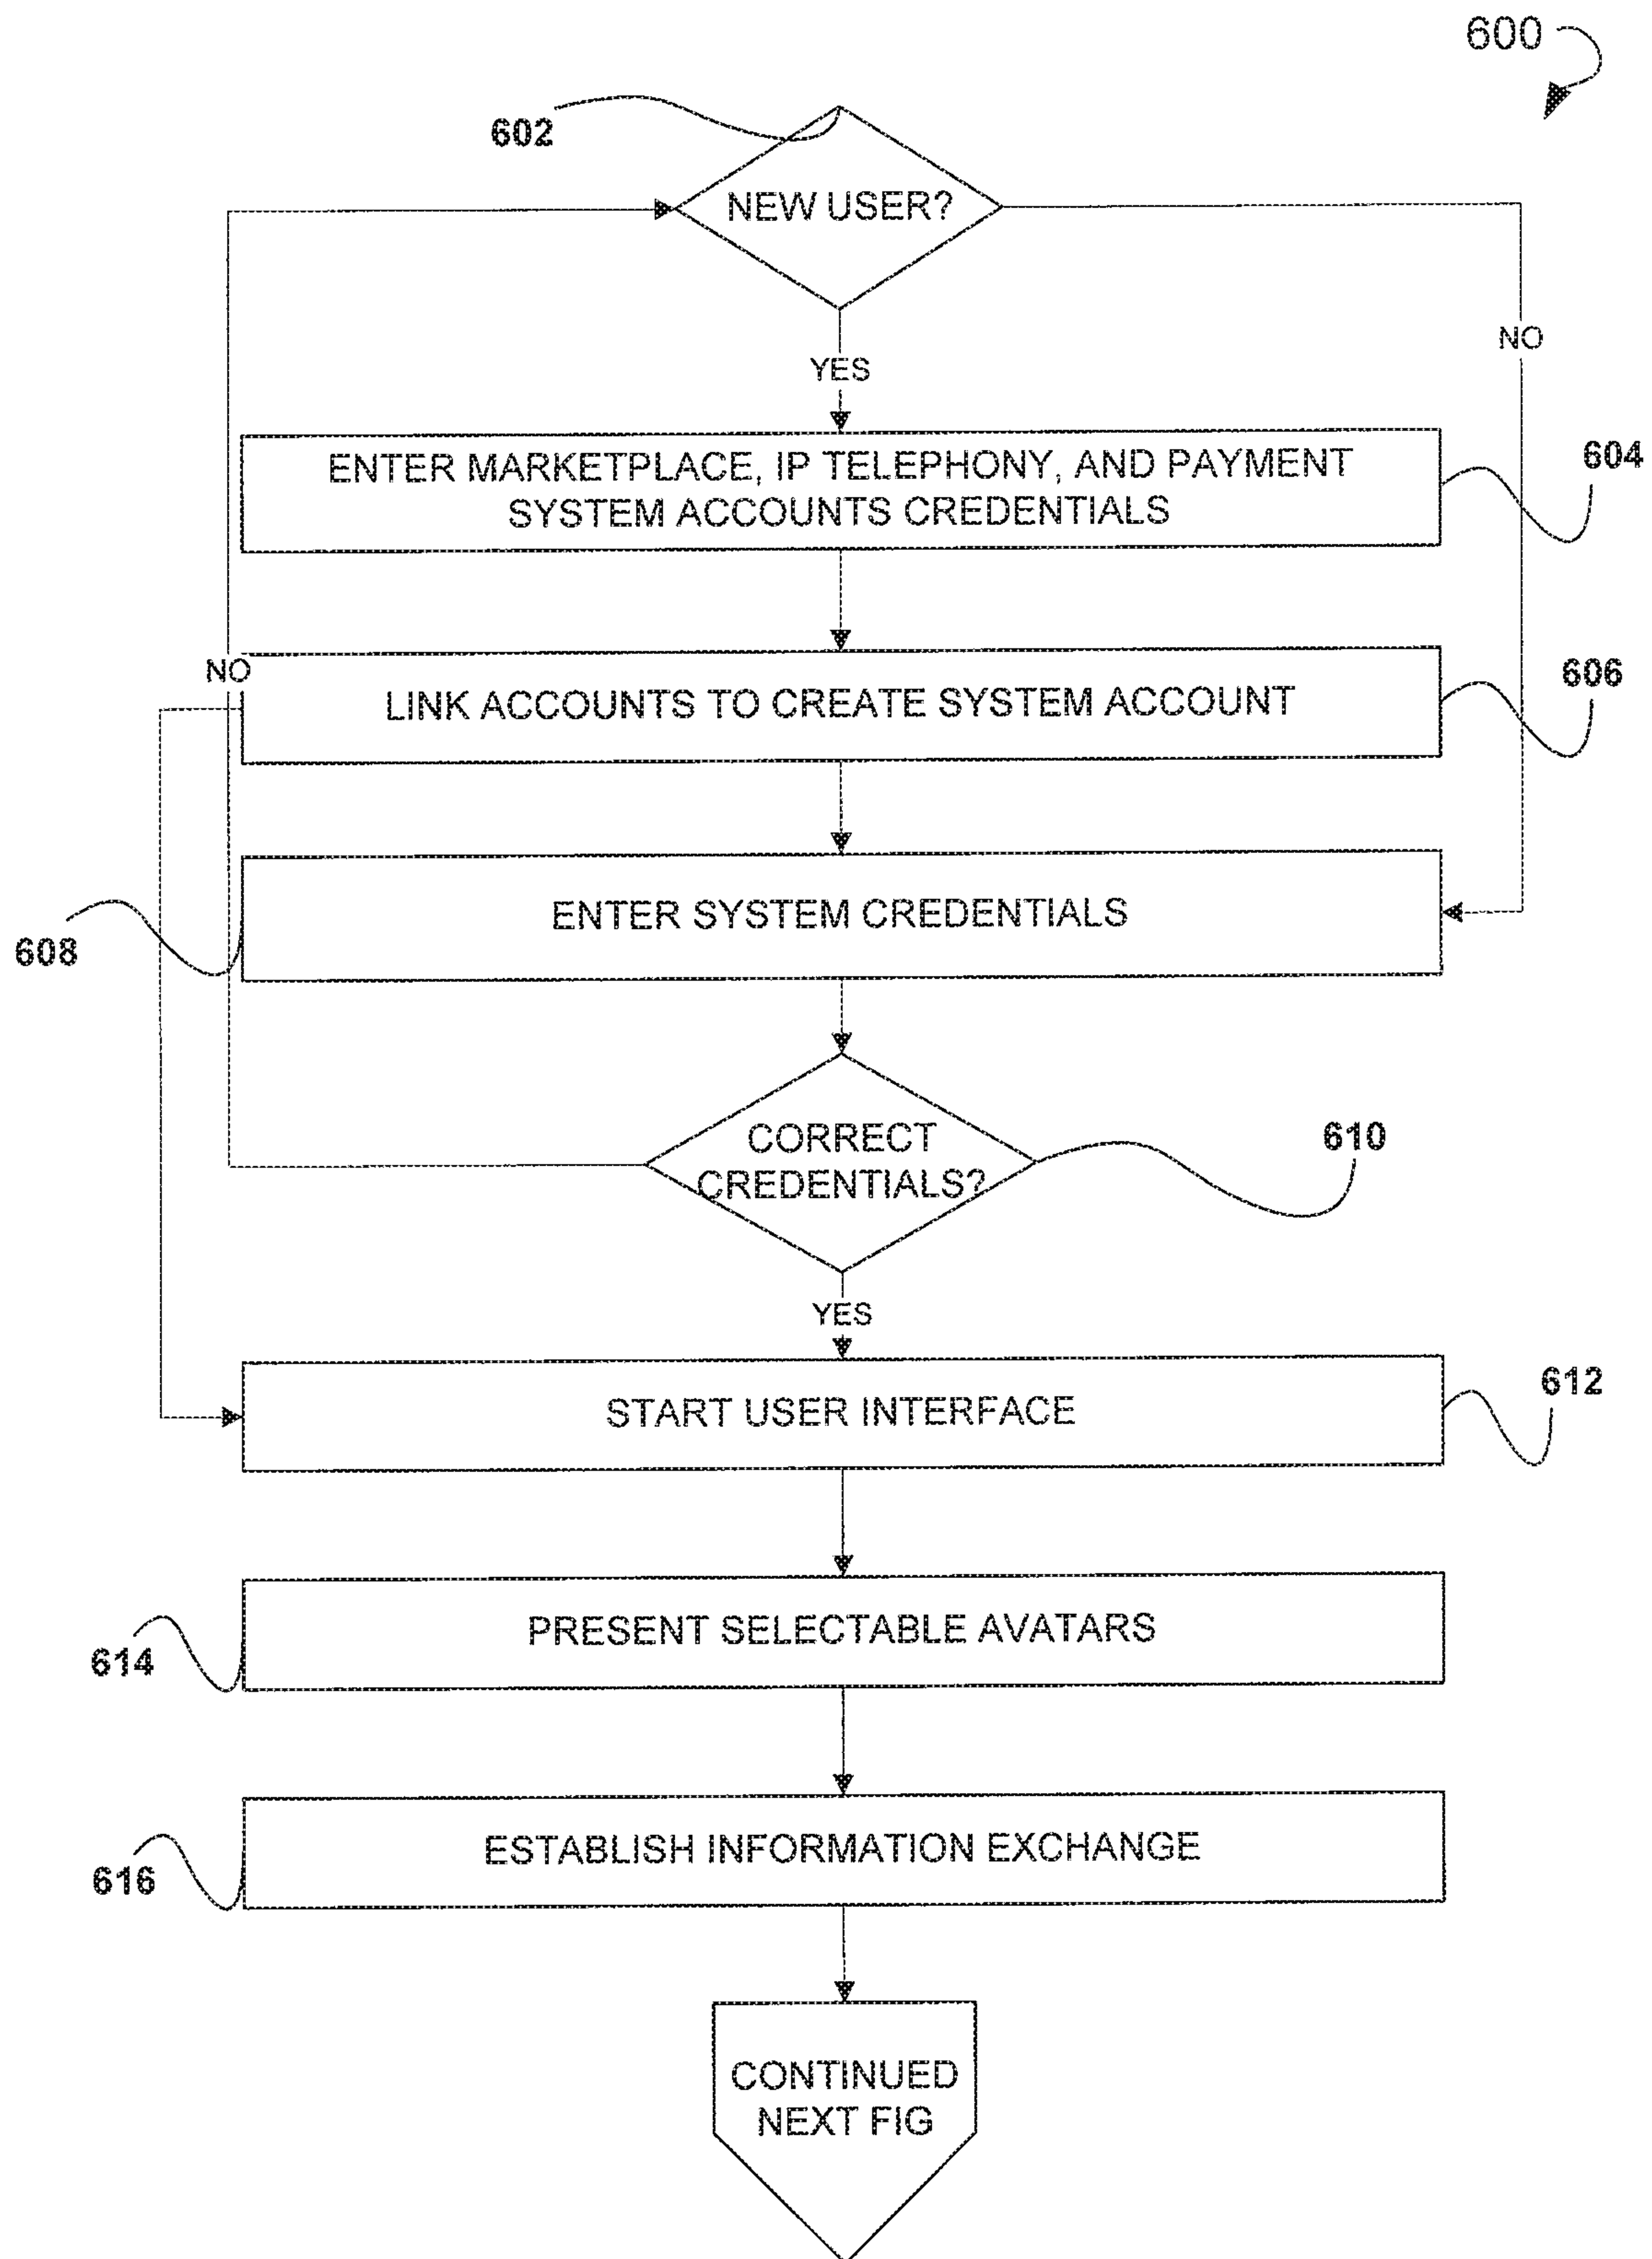 600
602
NEW USER?
NO
YES
ENTER MARKETPLACE, IP TELEPHONY, AND PAYMENT
SYSTEM ACCOUNTS CREDENTIALS
604
NO
LINK ACCOUNTS TO CREATE SYSTEM ACCOUNT
606
ENTER SYSTEM CREDENTIALS
608
CORRECT
CREDENTIALS?
610
YES
START USER INTERFACE
612
PRESENT SELECTABLE AVATARS
614
ESTABLISH INFORMATION EXCHANGE
616
CONTINUED
NEXT FIG